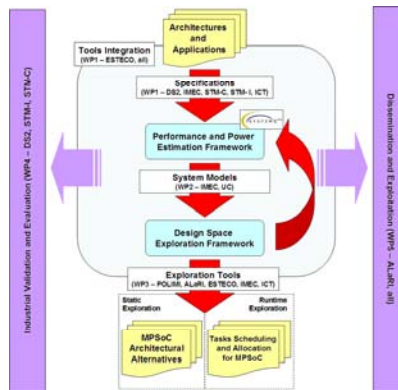 Architectures
and
Applications
Tools Integration
(WP1 – ESTECO, all)
Specifications
(WP1 – DS2, IMEC, STM-C, STM-I, ICT)
SYSTEMS
Performance and Power
Estimation Framework
System Models
(WP2 – IMEC, UC)
Design Space
Exploration Framework
Exploration Tools
(WP3 – POLIMI, ALaRI, ESTECO, IMEC, ICT)
Static
Exploration
Runtime
Exploration
MPSoC
Architectural
Alternatives
Tasks Scheduling
and Allocation
for MPSoC
Industrial Validation and Evaluation (WP4 – DS2, STM-I, STM-C)
Dissemination and Exploitation (WP5 – ALaRI, all)